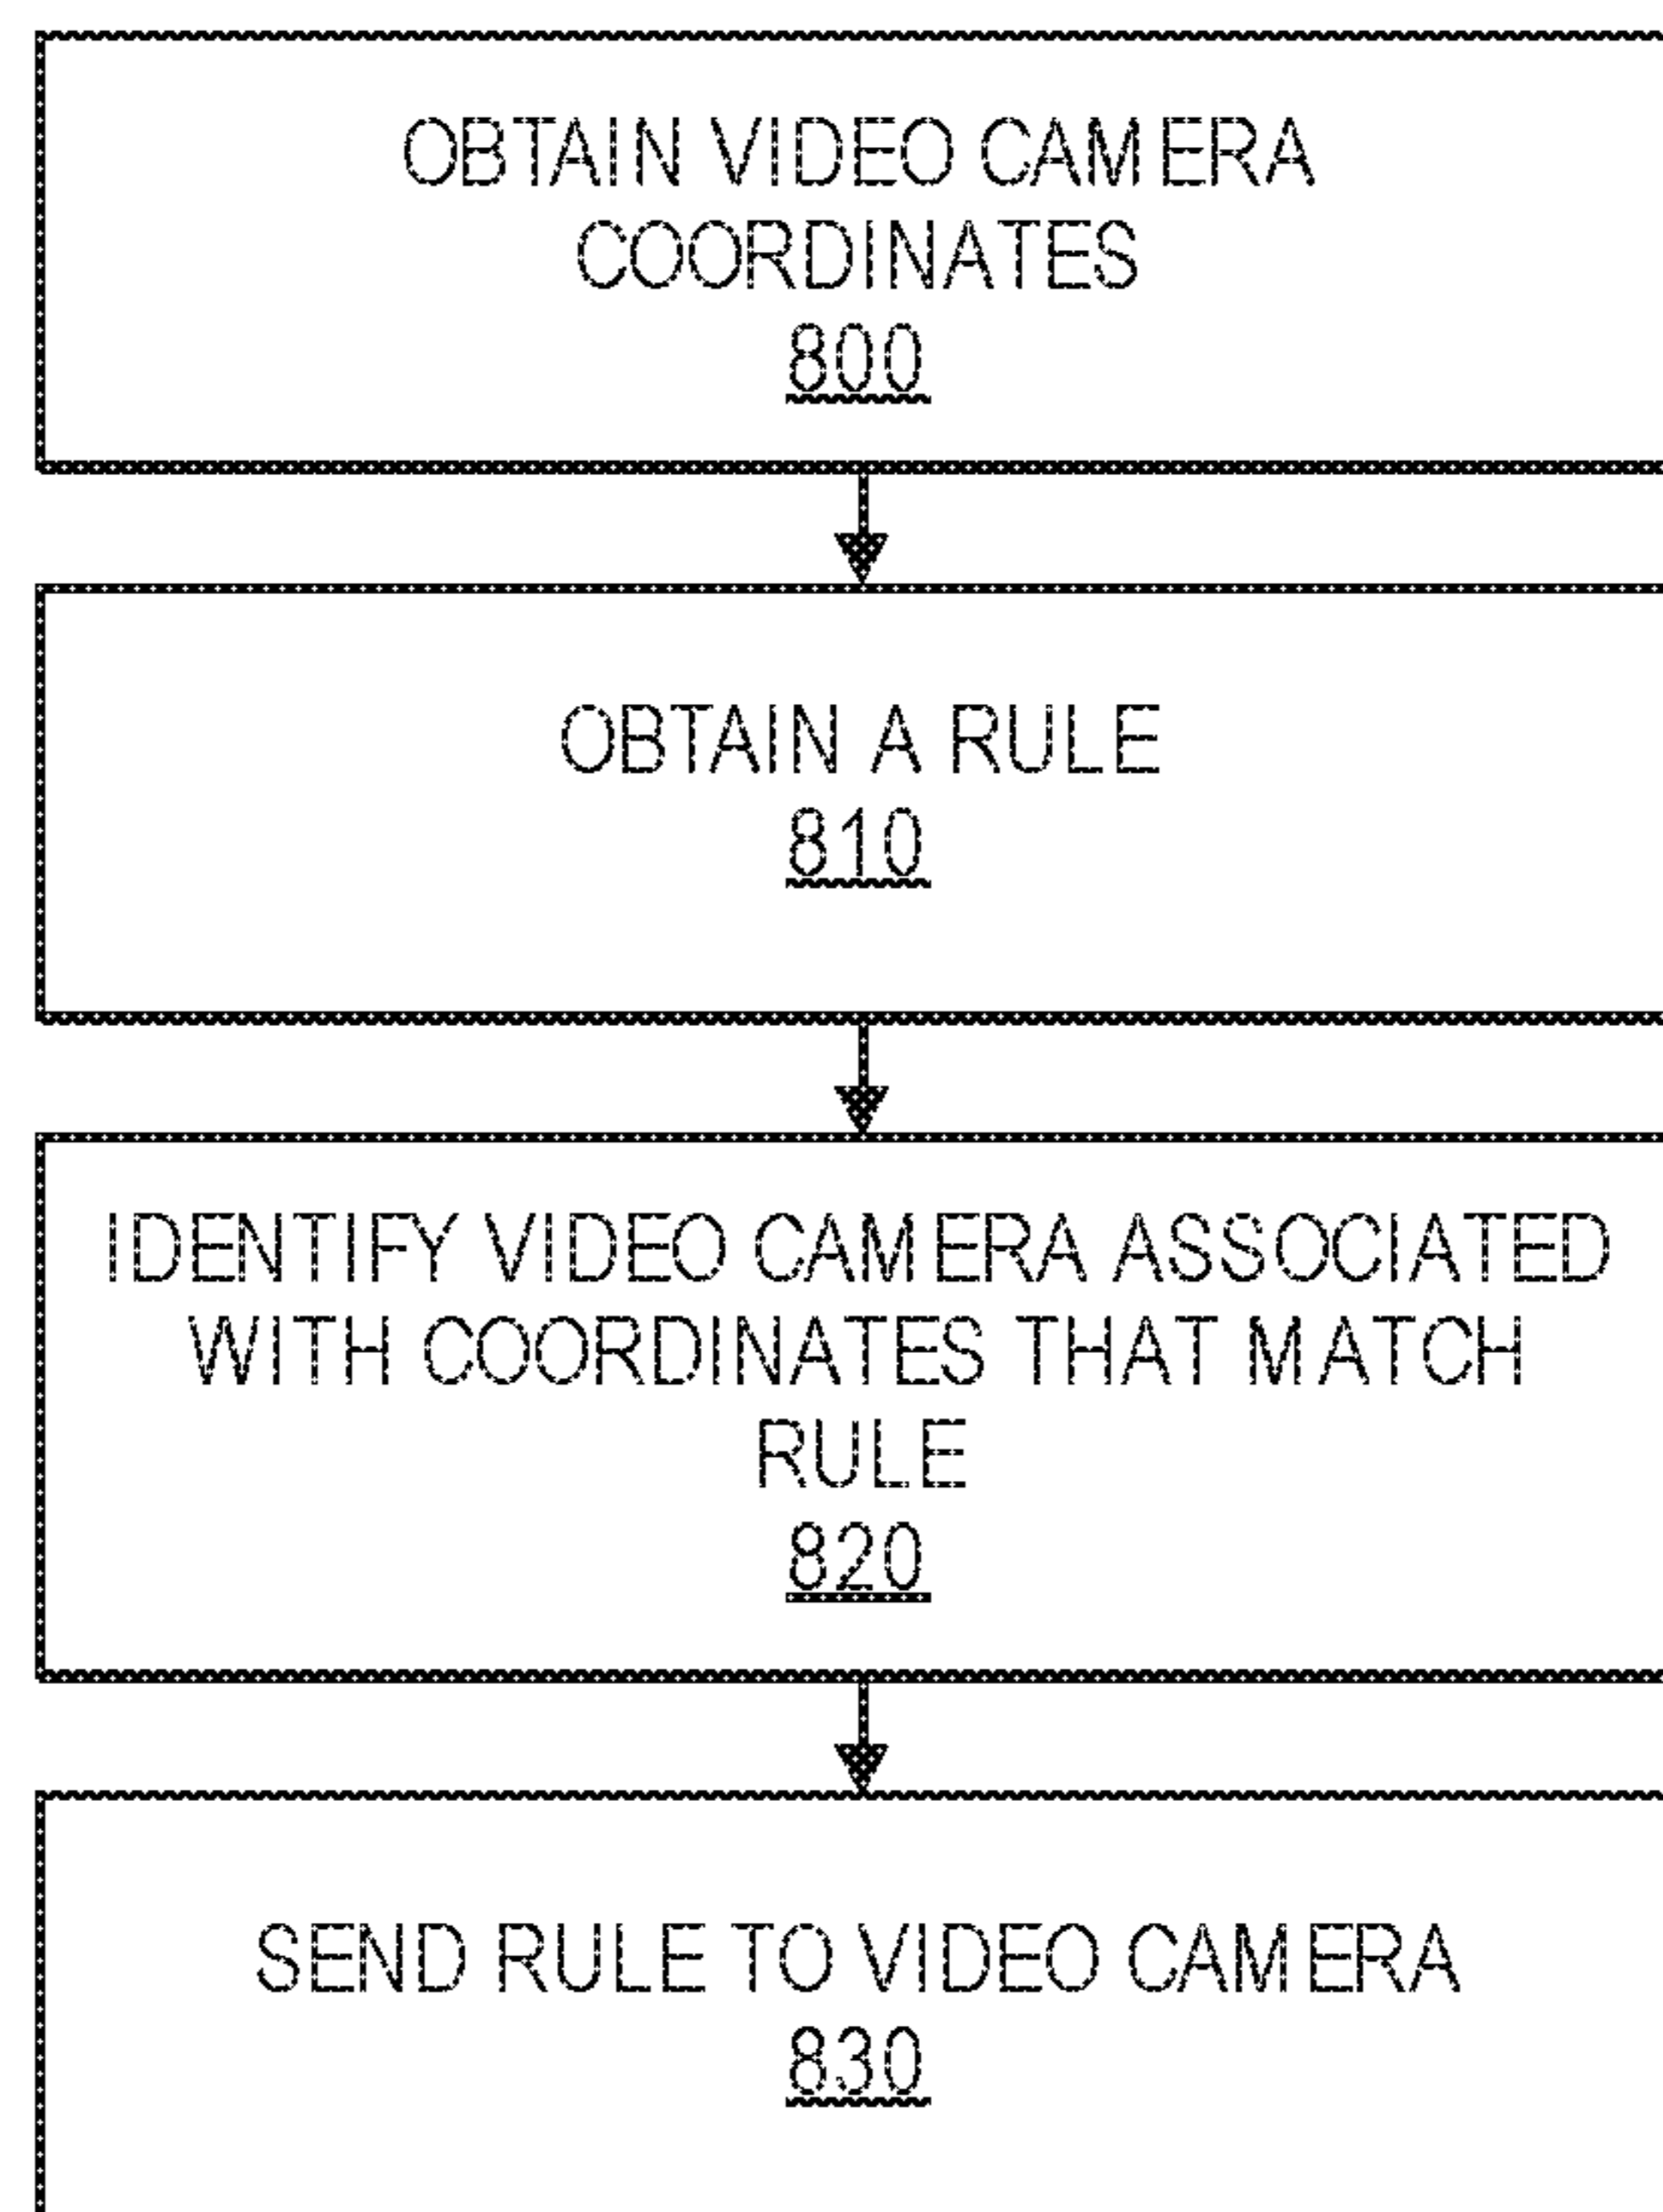 OBTAIN VIDEO CAMERA
COORDINATES
800
OBTAIN A RULE
810
IDENTIFY VIDEO CAMERA ASSOCIATED
WITH COORDINATES THAT MATCH
RULE
820
SEND RULE TO VIDEO CAMERA
830